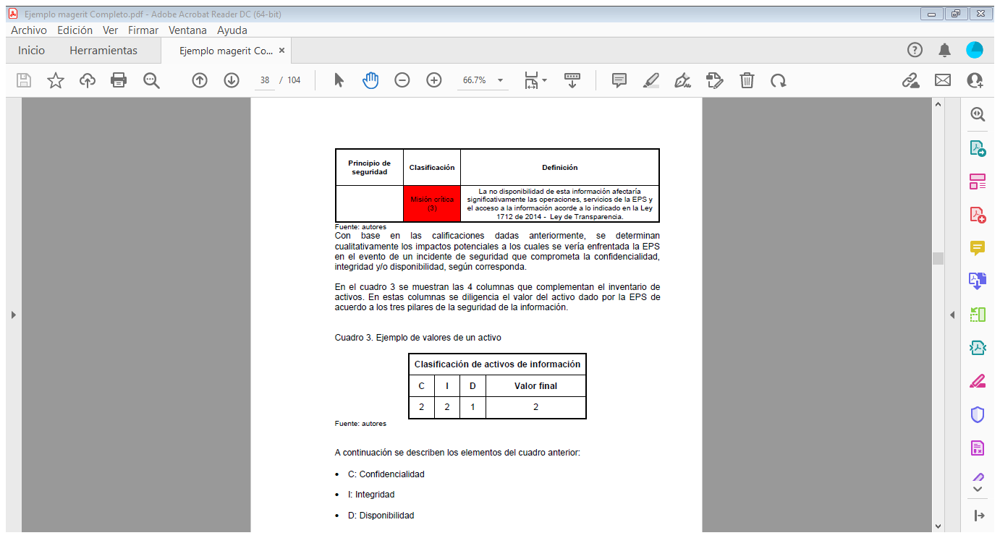 Ejemplo magerit Completo.pdf - Adobe Acrobat Reader DC (64-bit)
Archivo Edición Ver Firmar Ventana Ayuda
Inicio Herramientas Ejemplo magerit Co... ×
38 / 104 66.7%
Principio de seguridad Clasificación Definición
Misión crítica (3)
La no disponibilidad de esta información afectaría
significativamente las operaciones, servicios de la EPS y
el acceso a la información acorde a lo indicado en la Ley
1712 de 2014 - Ley de Transparencia.
Fuente: autores
Con base en las calificaciones dadas anteriormente, se determinan
cualitativamente los impactos potenciales a los cuales se vería enfrentada la EPS
en el evento de un incidente de seguridad que comprometa la confidencialidad,
integridad y/o disponibilidad, según corresponda.
En el cuadro 3 se muestran las 4 columnas que complementan el inventario de
activos. En estas columnas se diligencia el valor del activo dado por la EPS de
acuerdo a los tres pilares de la seguridad de la información.
Cuadro 3. Ejemplo de valores de un activo
Clasificación de activos de información
C I D Valor final
2 2 1 2
Fuente: autores
A continuación se describen los elementos del cuadro anterior:
• C: Confidencialidad
• I: Integridad
• D: Disponibilidad